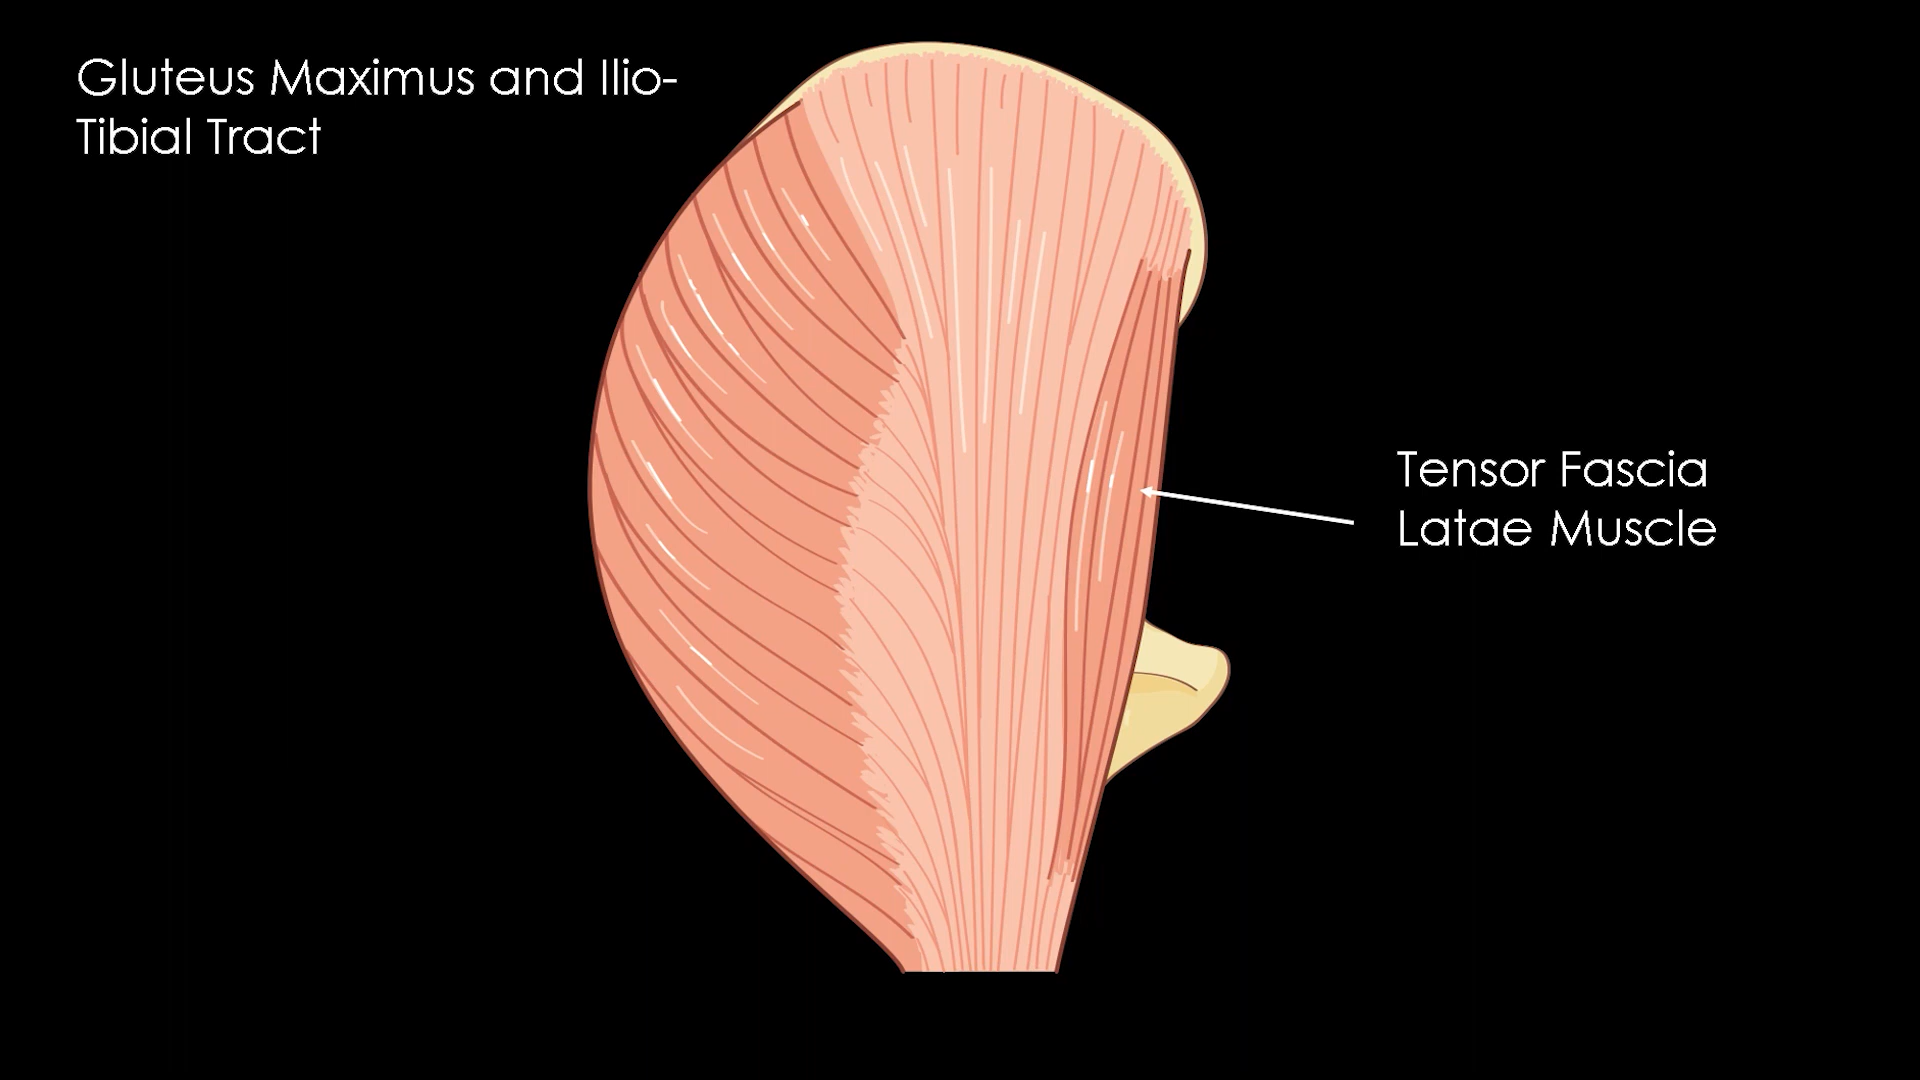 Gluteus Maximus and Ilio-
Tibial Tract
Tensor Fascia
Latae Muscle